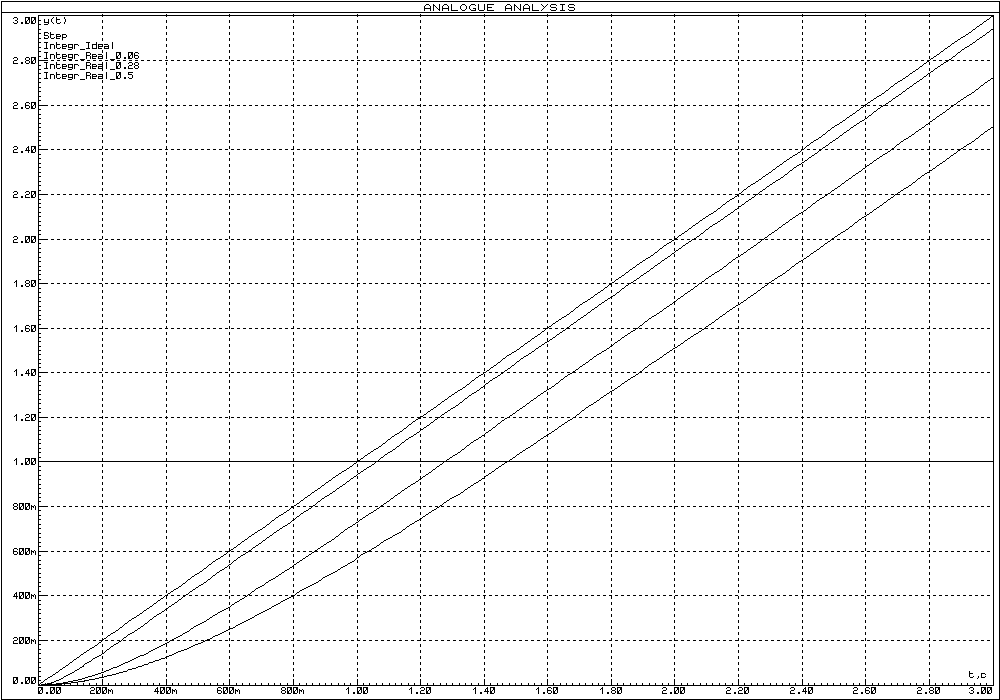 ANALOGUE ANALYSIS
3.00 y(t)
Step
Integr_Ideal
Integr_Real_0.06
2.80
Integr_Real_0.28
Integr_Real_0.5
2.60
2.40
2.20
2.00
1.80
1.60
1.40
1.20
1.00
800m
600m
400m
200m
0.00 t,c
0.00 200m 400m 600m 800m 1.00 1.20 1.40 1.60 1.80 2.00 2.20 2.40 2.60 2.80 3.00